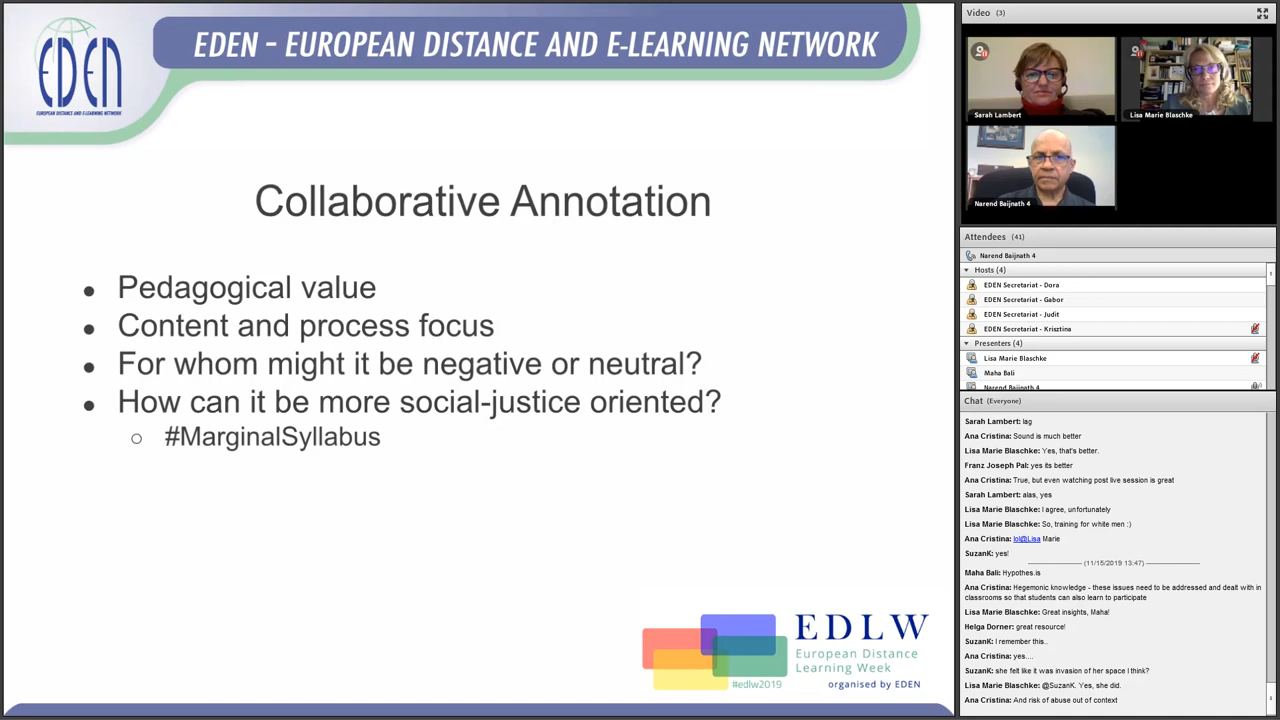 EDEN
EUROPEAN DISTANCE AND E-LEARNING NETWORK
EDEN - EUROPEAN DISTANCE AND E-LEARNING NETWORK
Collaborative Annotation
● Pedagogical value
● Content and process focus
● For whom might it be negative or neutral?
● How can it be more social-justice oriented?
○ #MarginalSyllabus
EDLW
European Distance
Learning Week
#edlw2019
organised by EDEN
Video (3)
Sarah Lambert
Lisa Marie Blaschke
Narend Baijnath 4
Attendees (41)
Narend Baijnath 4
Hosts (4)
EDEN Secretariat - Dora
EDEN Secretariat - Gabor
EDEN Secretariat - Judit
EDEN Secretariat - Krisztina
Presenters (4)
Lisa Marie Blaschke
Maha Bali
Narend Baijnath 4
Chat (Everyone)
Sarah Lambert: lag
Ana Cristina: Sound is much better
Lisa Marie Blaschke: Yes, that's better.
Franz Joseph Pal: yes its better
Ana Cristina: True, but even watching post live session is great
Sarah Lambert: alas, yes
Lisa Marie Blaschke: I agree, unfortunately
Lisa Marie Blaschke: So, training for white men :)
Ana Cristina: lol@Lisa Marie
SuzanK: yes!
(11/15/2019 13:47)
Maha Bali: Hypothes.is
Ana Cristina: Hegemonic knowledge - these issues need to be addressed and dealt with in
classrooms so that students can also learn to participate
Lisa Marie Blaschke: Great insights, Maha!
Helga Dorner: great resource!
SuzanK: I remember this..
Ana Cristina: yes....
SuzanK: she felt like it was invasion of her space I think?
Lisa Marie Blaschke: @SuzanK. Yes, she did.
Ana Cristina: And risk of abuse out of context